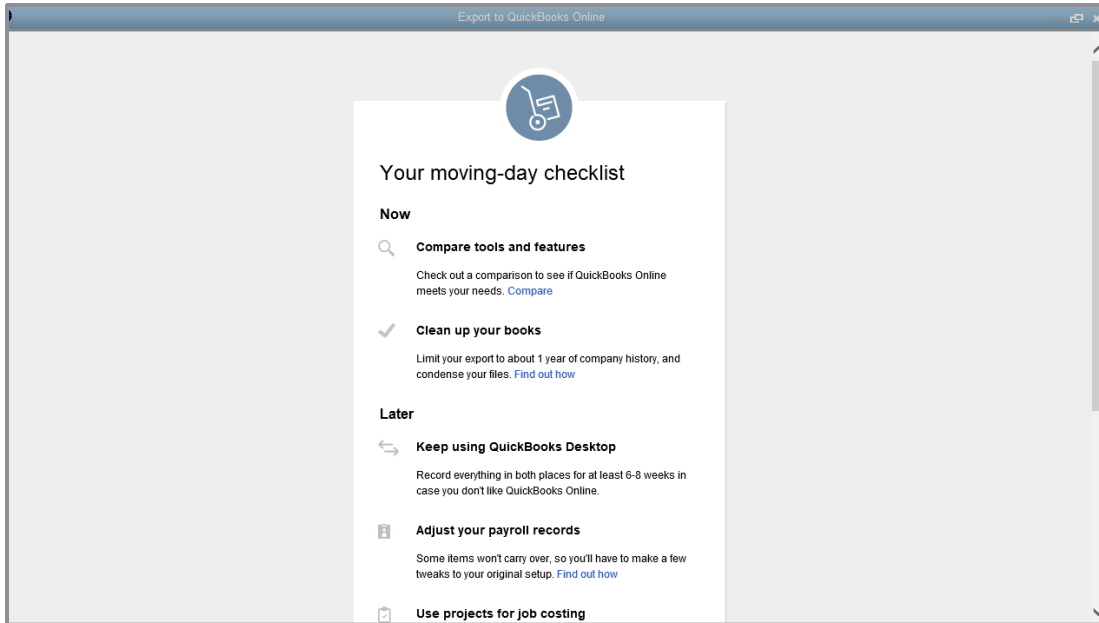 Export to QuickBooks Online
Your moving-day checklist
Now
Compare tools and features
Check out a comparison to see if QuickBooks Online
meets your needs. Compare
Clean up your books
Limit your export to about 1 year of company history, and
condense your files. Find out how
Later
Keep using QuickBooks Desktop
Record everything in both places for at least 6-8 weeks in
case you don't like QuickBooks Online.
Adjust your payroll records
Some items won't carry over, so you'll have to make a few
tweaks to your original setup. Find out how
Use projects for job costing